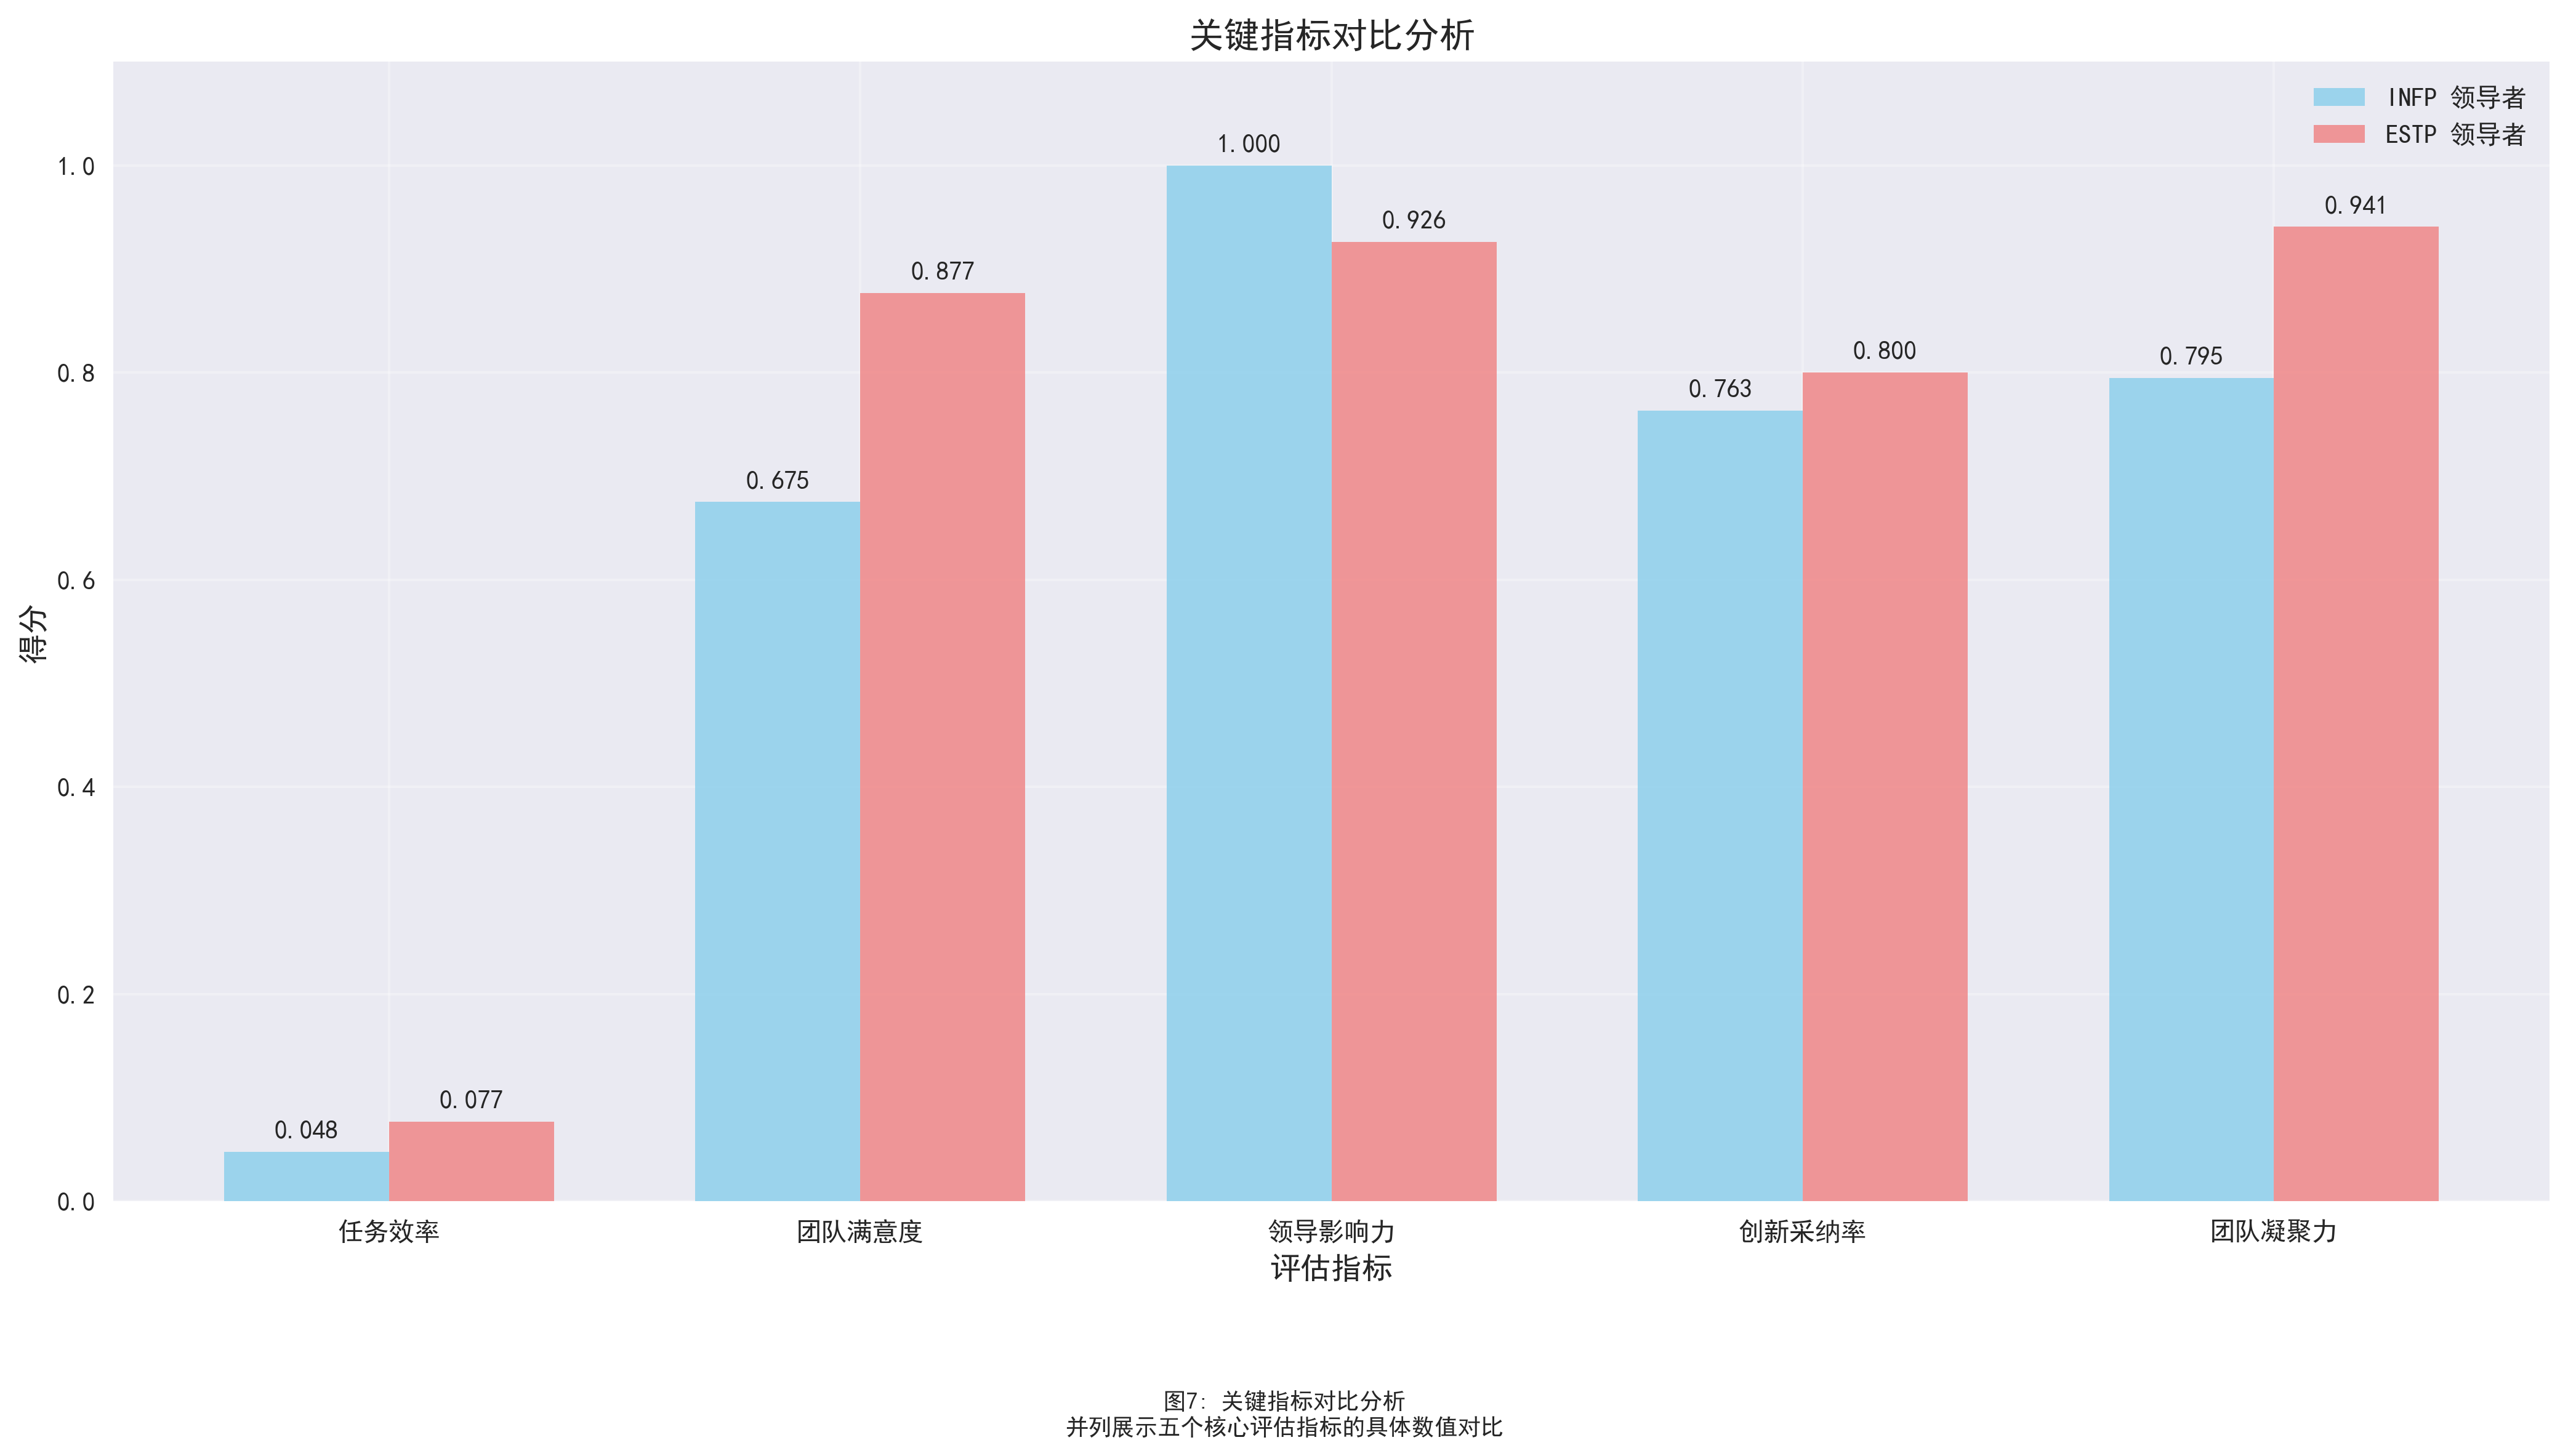 关键指标对比分析
INFP 领导者
ESTP 领导者
得分
1.0
0.8
0.6
0.4
0.2
0.0
0.048
0.077
0.675
0.877
1.000
0.926
0.763
0.800
0.795
0.941
任务效率
团队满意度
领导影响力
创新采纳率
团队凝聚力
评估指标
图7: 关键指标对比分析
并列展示五个核心评估指标的具体数值对比